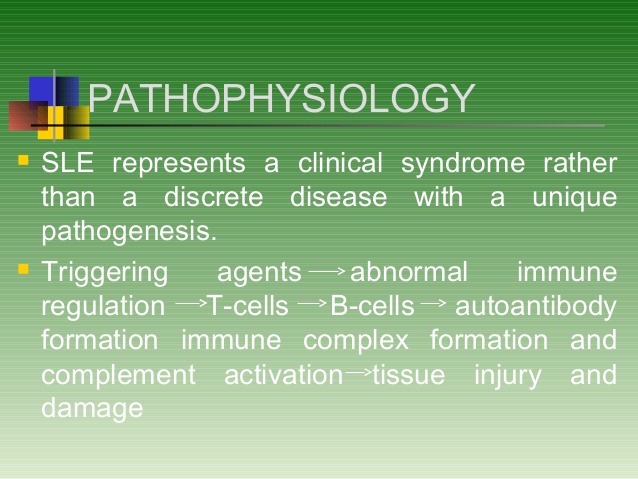 PATHOPHYSIOLOGY
SLE represents a clinical syndrome rather
than a discrete disease with a unique
pathogenesis.
Triggering agents → abnormal immune
regulation → T-cells → B-cells → autoantibody
formation immune complex formation and
complement activation → tissue injury and
damage